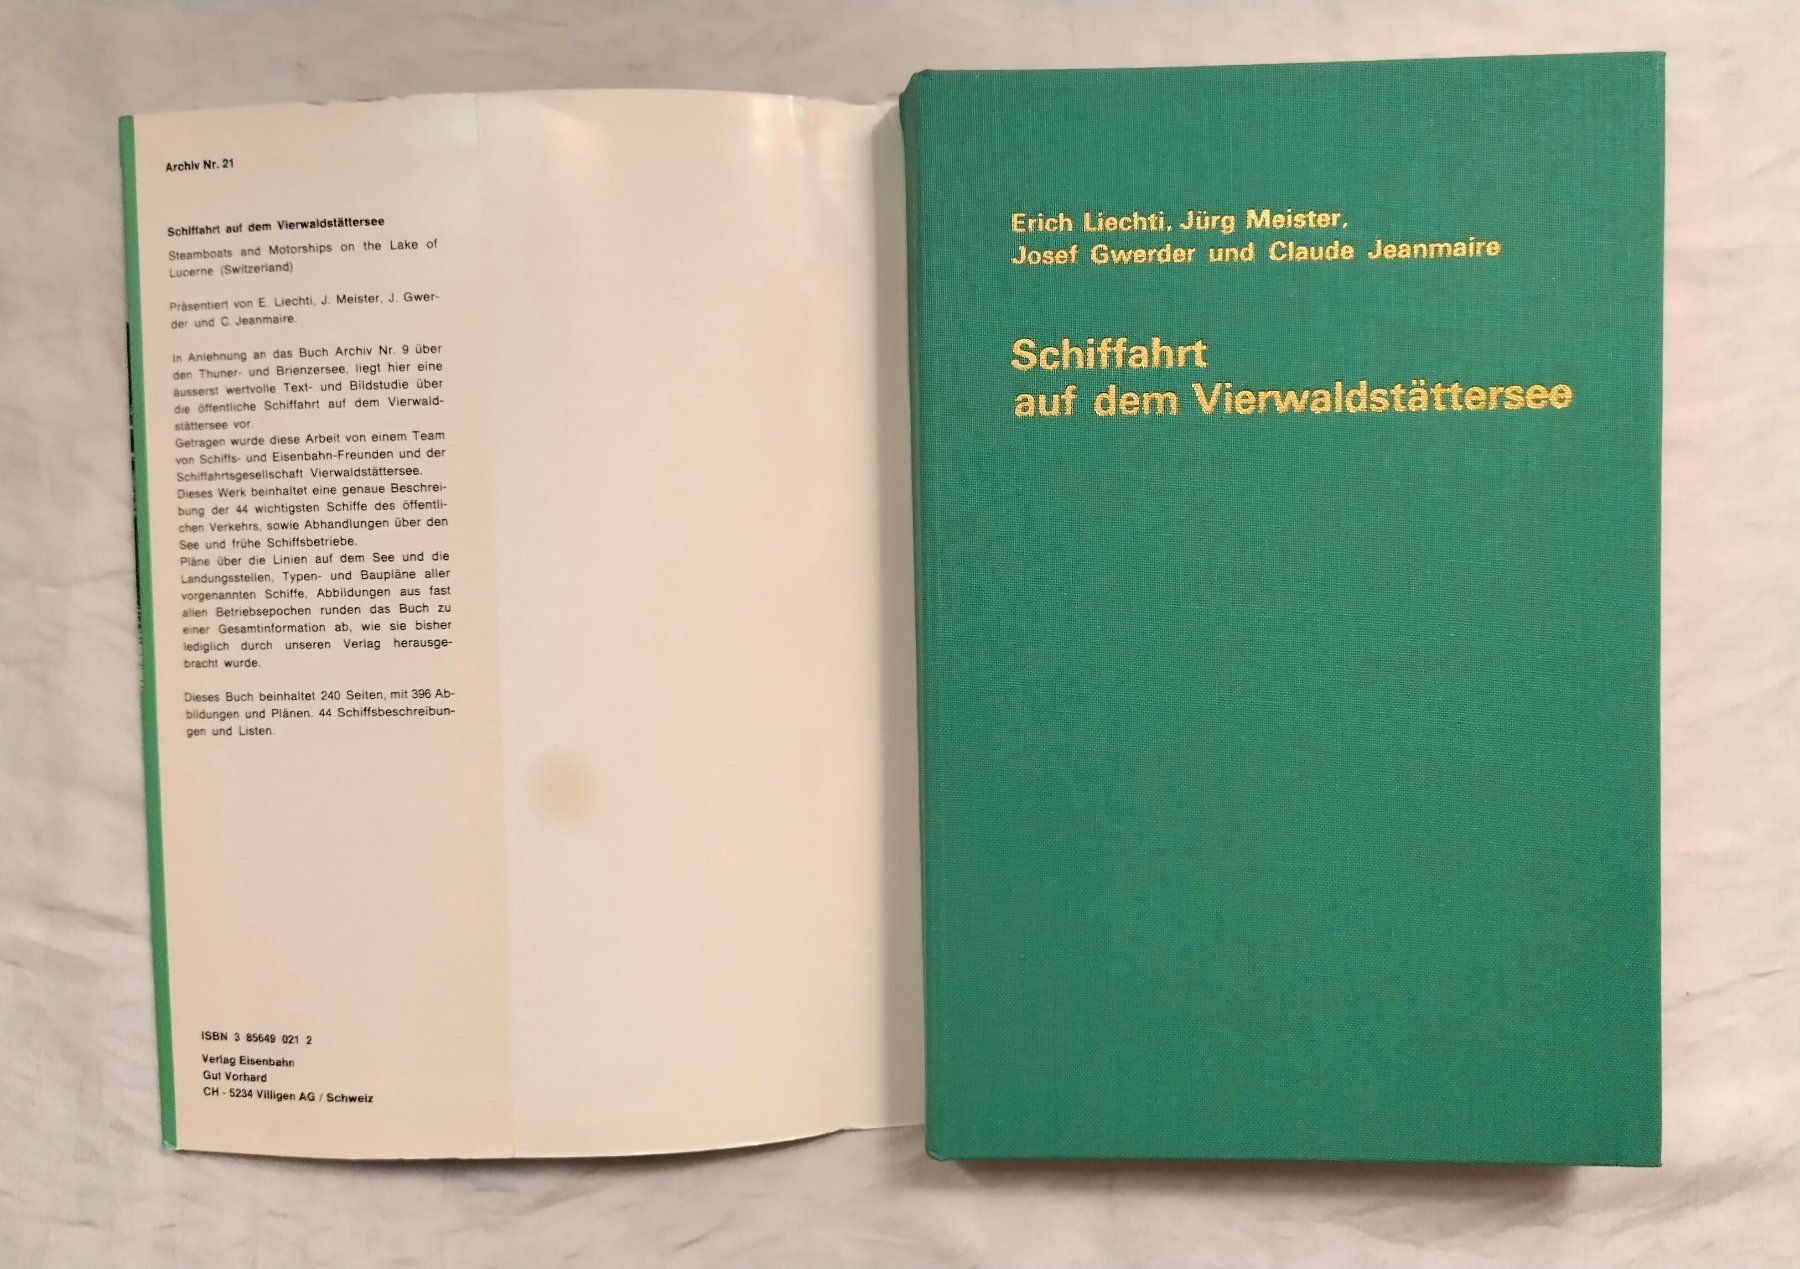 Archiv Nr. 21
Schiffahrt auf dem Vierwaldstättersee
Steamboats and Motorships on the Lake of
Lucerne (Switzerland)
Präsentiert von E. Liechti, J. Meister, J. Gwer-
der und C. Jeanmaire.
In Anlehnung an das Buch Archiv Nr. 9 über
den Thuner- und Brienzersee, liegt hier eine
äusserst wertvolle Text- und Bildstudie über
die öffentliche Schiffahrt auf dem Vierwald-
stättersee vor.
Getragen wurde diese Arbeit von einem Team
von Schiffs- und Eisenbahn-Freunden und der
Schiffahrtsgesellschaft Vierwaldstättersee.
Dieses Werk beinhaltet eine genaue Beschrei-
bung der 44 wichtigsten Schiffe des öffentli-
chen Verkehrs, sowie Abhandlungen über den
See und frühe Schiffsbetriebe.
Pläne über die Linien auf dem See und die
Landungsstellen, Typen- und Baupläne aller
vorgenannten Schiffe, Abbildungen aus fast
allen Betriebsepochen runden das Buch zu
einer Gesamtinformation ab, wie sie bisher
lediglich durch unseren Verlag herausge-
bracht wurde.
Dieses Buch beinhaltet 240 Seiten, mit 396 Ab-
bildungen und Plänen. 44 Schiffsbeschreibun-
gen und Listen.
ISBN 3 85649 021 2
Verlag Eisenbahn
Gut Vorhard
CH - 5234 Villigen AG / Schweiz
Erich Liechti, Jürg Meister,
Josef Gwerder und Claude Jeanmaire
Schiffahrt
auf dem Vierwaldstättersee